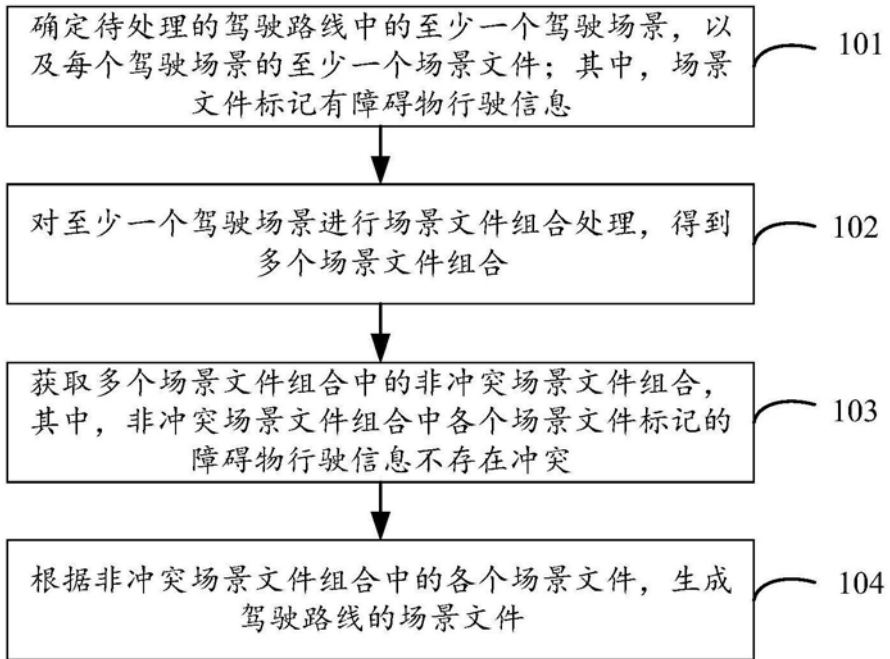 确定待处理的驾驶路线中的至少一个驾驶场景，以
及每个驾驶场景的至少一个场景文件；其中，场景
文件标记有障碍物行驶信息
101
对至少一个驾驶场景进行场景文件组合处理，得到
多个场景文件组合
102
获取多个场景文件组合中的非冲突场景文件组合，
其中，非冲突场景文件组合中各个场景文件标记的
障碍物行驶信息不存在冲突
103
根据非冲突场景文件组合中的各个场景文件，生成
驾驶路线的场景文件
104